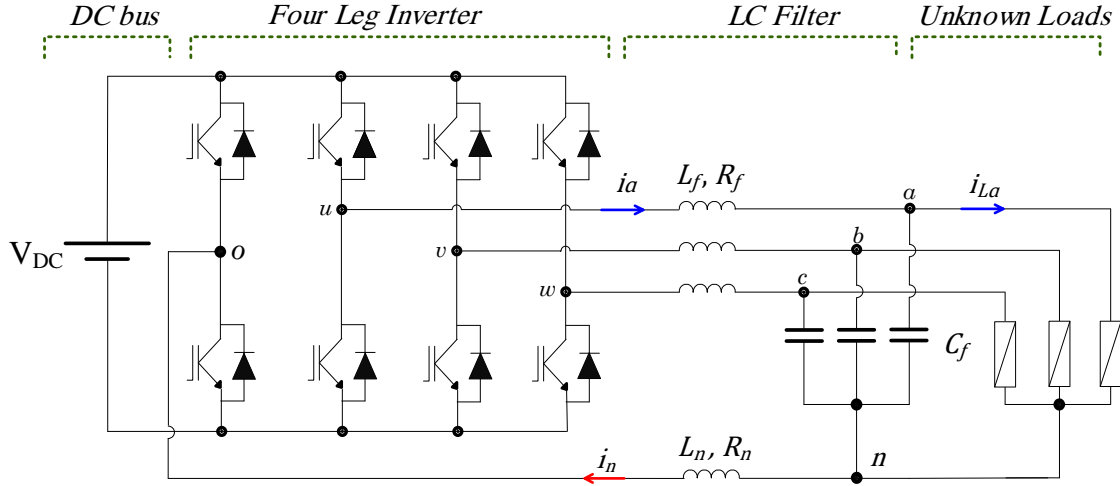 DC bus
Four Leg Inverter
LC Filter
Unknown Loads
i_a
L_f, R_f
a
i_La
u
b
V_DC
o
v
c
w
C_f
L_n, R_n
n
i_n